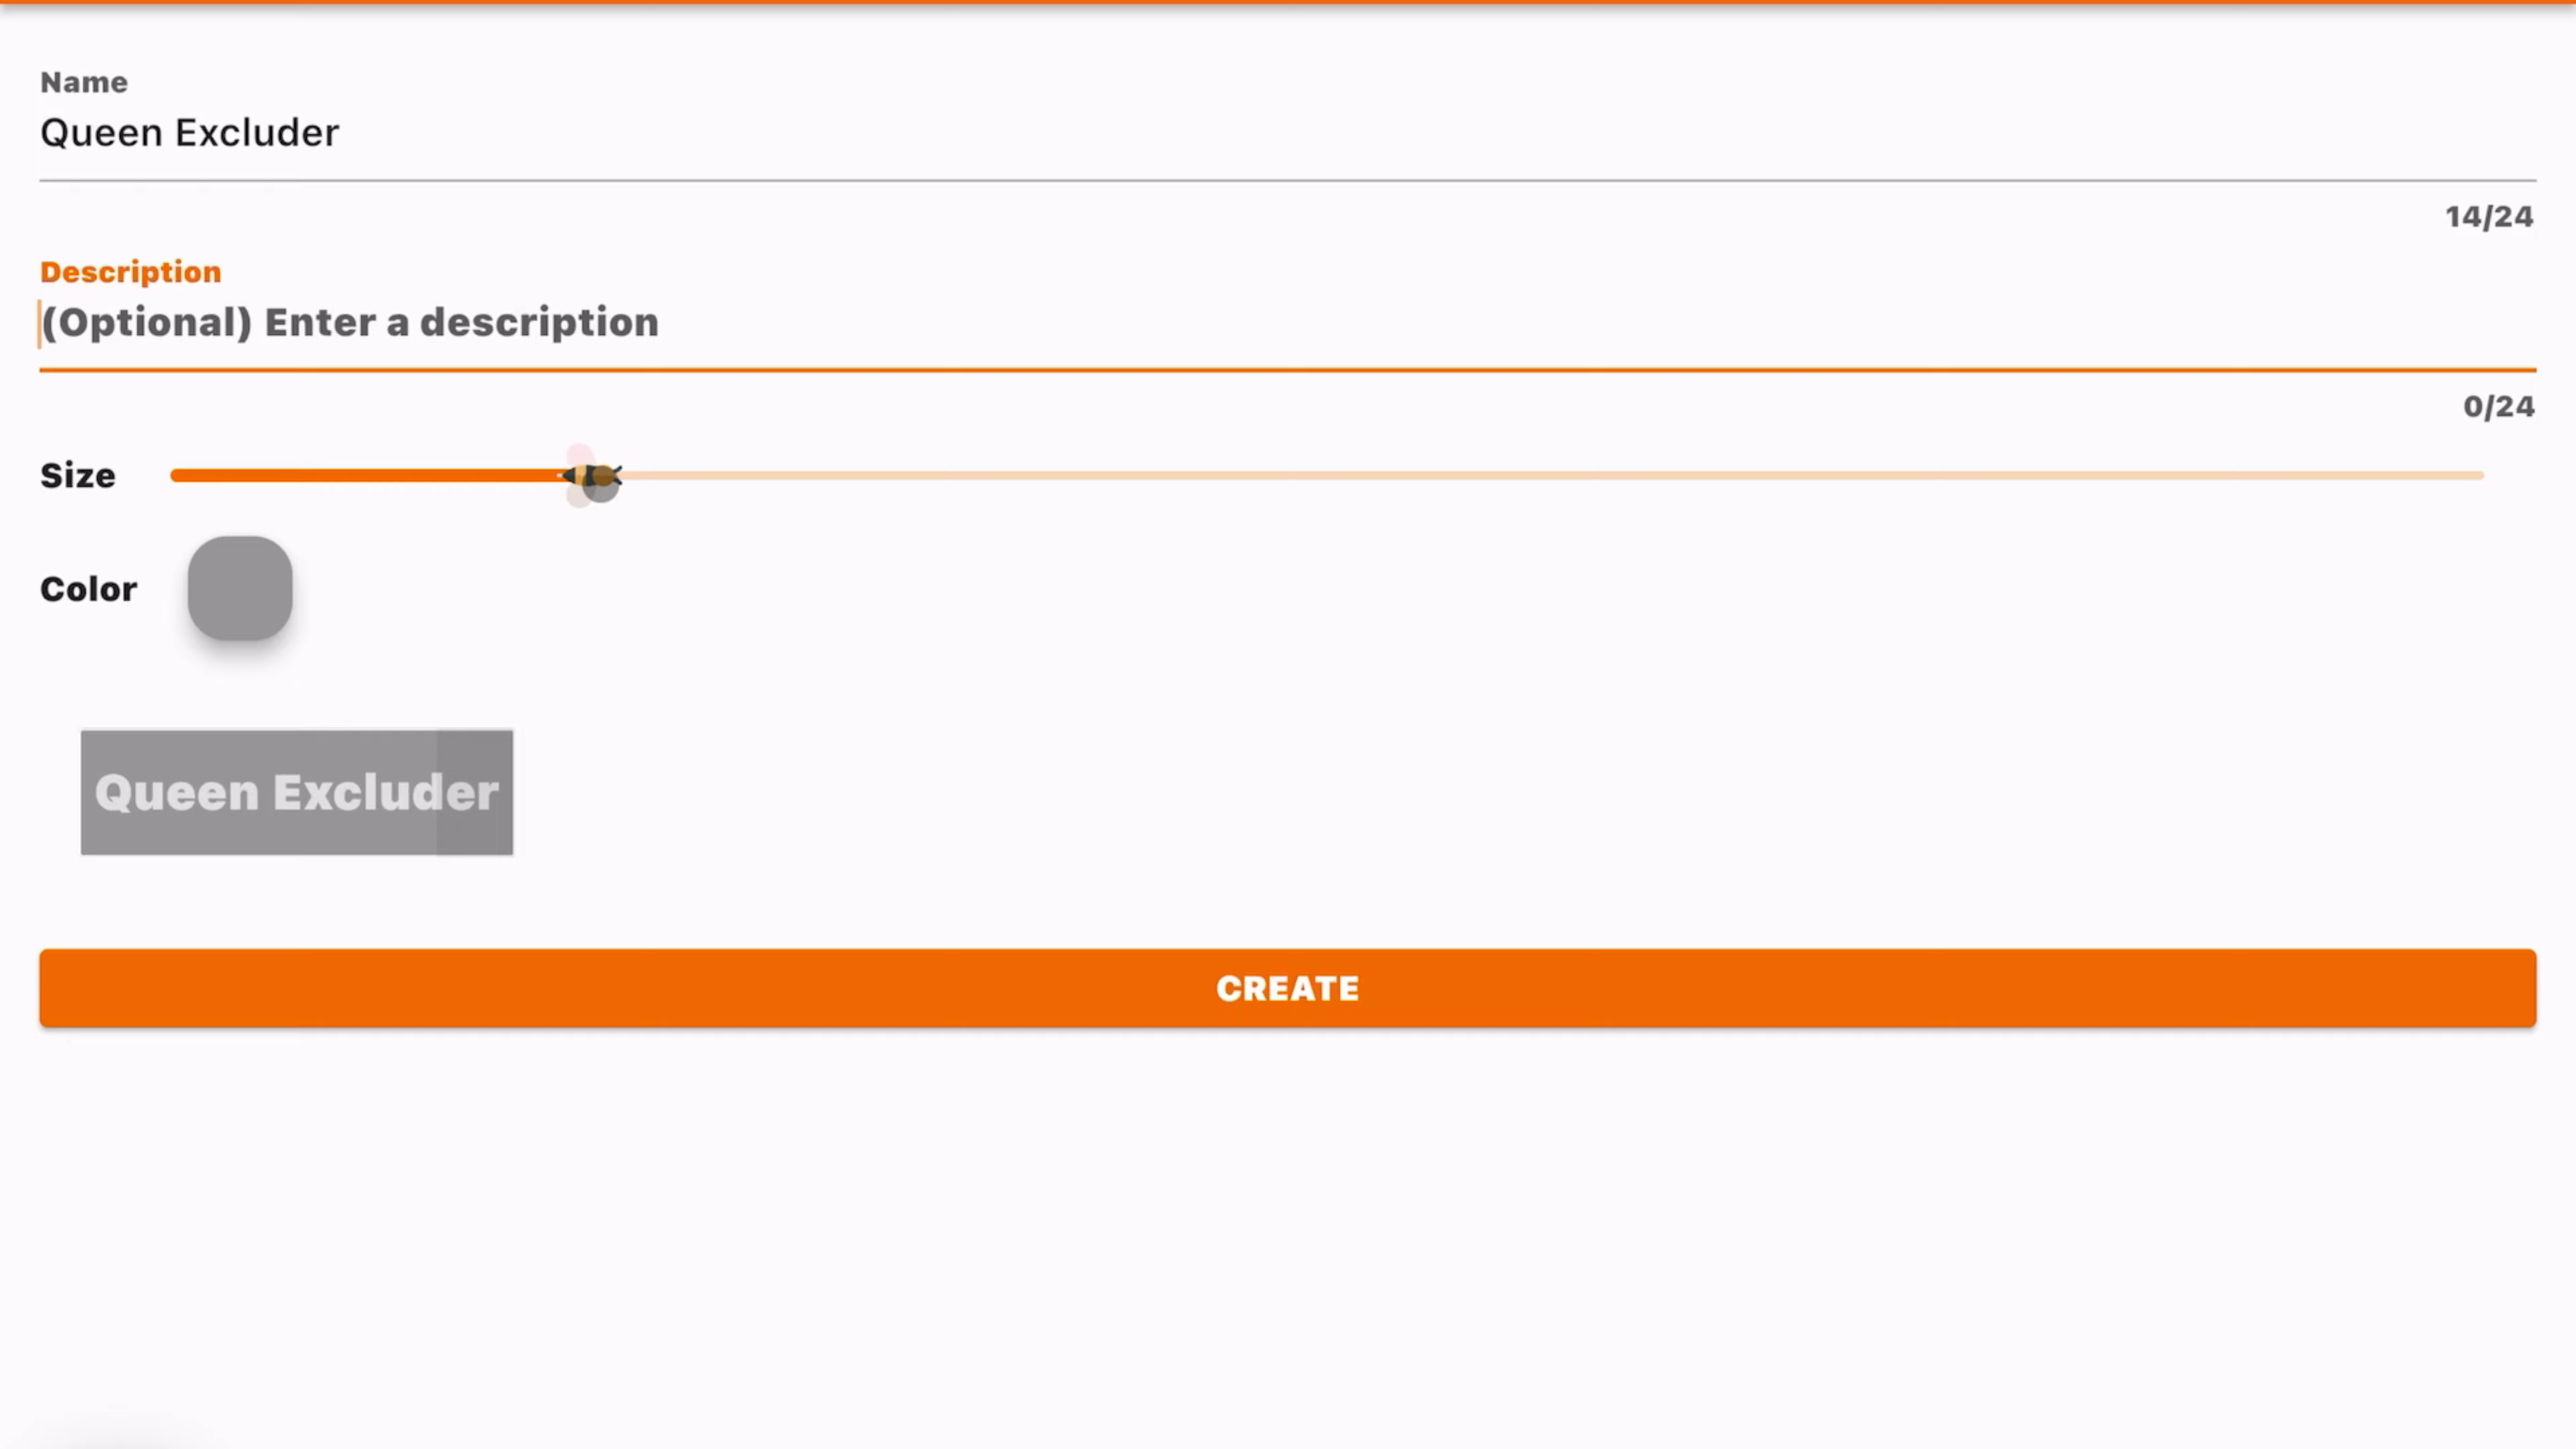 Name
Queen Excluder
14/24
Description
(Optional) Enter a description
0/24
Size
Color
Queen Excluder
CREATE